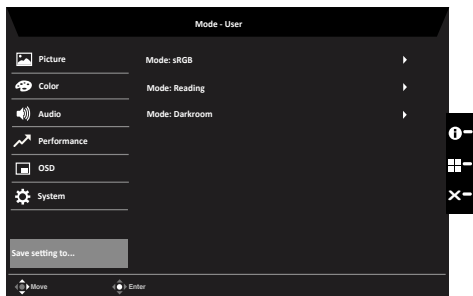 Mode - User
Picture
Mode: sRGB
Color
Mode: Reading
Audio
Mode: Darkroom
Performance
OSD
System
Save setting to...
Move
Enter